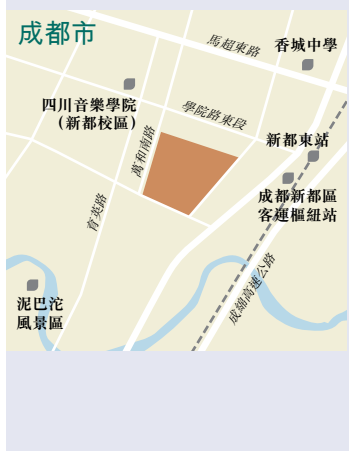 成都市
馬超東路
香城中學
四川音樂學院
（新都校區）
學院路東段
萬和南路
新都東站
成都新都區
客運樞紐站
育英路
成綿高速公路
泥巴沱
風景區